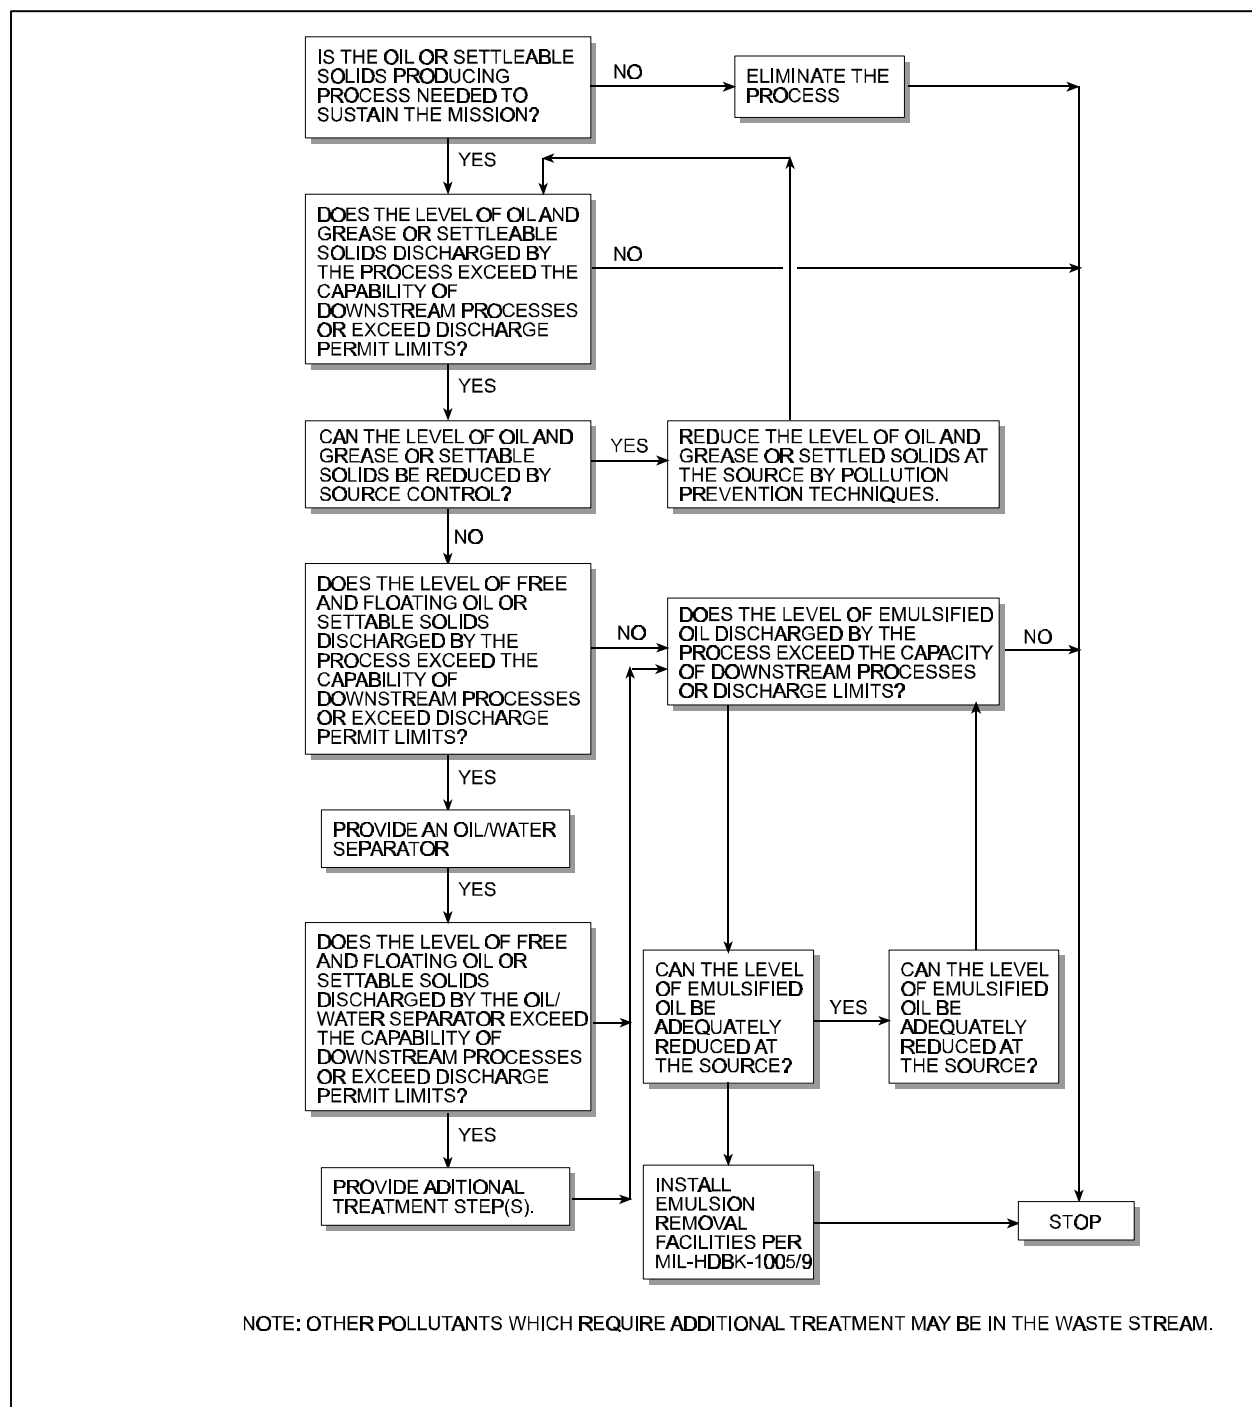 IS THE OIL OR SETTLEABLE
SOLIDS PRODUCING
PROCESS NEEDED TO
SUSTAIN THE MISSION?
NO
ELIMINATE THE
PROCESS
YES
DOES THE LEVEL OF OIL AND
GREASE OR SETTLEABLE
SOLIDS DISCHARGED BY
THE PROCESS EXCEED THE
CAPABILITY OF
DOWNSTREAM PROCESSES
OR EXCEED DISCHARGE
PERMIT LIMITS?
NO
YES
CAN THE LEVEL OF OIL AND
GREASE OR SETTABLE
SOLIDS BE REDUCED BY
SOURCE CONTROL?
YES
REDUCE THE LEVEL OF OIL AND
GREASE OR SETTLED SOLIDS AT
THE SOURCE BY POLLUTION
PREVENTION TECHNIQUES.
NO
DOES THE LEVEL OF FREE
AND FLOATING OIL OR
SETTABLE SOLIDS
DISCHARGED BY THE
PROCESS EXCEED THE
CAPABILITY OF
DOWNSTREAM PROCESSES
OR EXCEED DISCHARGE
PERMIT LIMITS?
NO
DOES THE LEVEL OF EMULSIFIED
OIL DISCHARGED BY THE
PROCESS EXCEED THE CAPACITY
OF DOWNSTREAM PROCESSES
OR DISCHARGE LIMITS?
NO
YES
PROVIDE AN OIL/WATER
SEPARATOR
YES
DOES THE LEVEL OF FREE
AND FLOATING OIL OR
SETTABLE SOLIDS
DISCHARGED BY THE OIL/
WATER SEPARATOR EXCEED
THE CAPABILITY OF
DOWNSTREAM PROCESSES
OR EXCEED DISCHARGE
PERMIT LIMITS?
CAN THE LEVEL
OF EMULSIFIED
OIL BE
ADEQUATELY
REDUCED AT
THE SOURCE?
YES
CAN THE LEVEL
OF EMULSIFIED
OIL BE
ADEQUATELY
REDUCED AT
THE SOURCE?
YES
PROVIDE ADITIONAL
TREATMENT STEP(S).
INSTALL
EMULSION
REMOVAL
FACILITIES PER
MIL-HDBK-1005/9
STOP
NOTE: OTHER POLLUTANTS WHICH REQUIRE ADDITIONAL TREATMENT MAY BE IN THE WASTE STREAM.